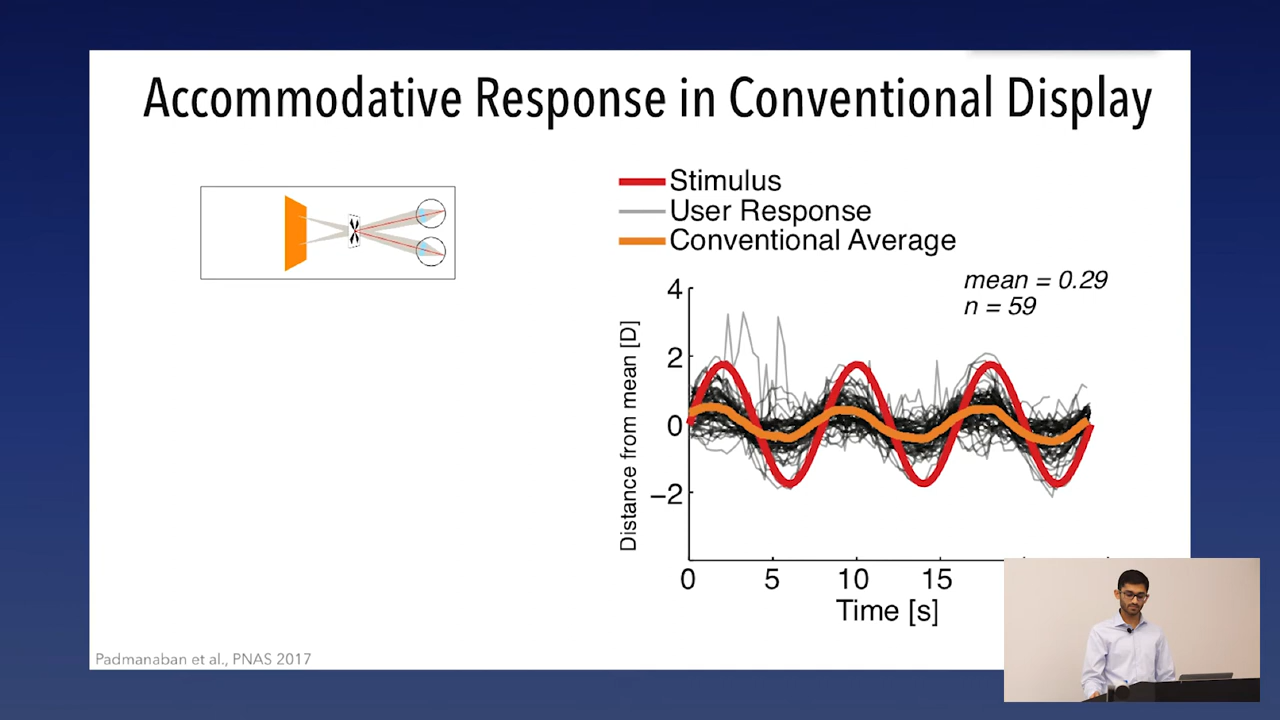 Accommodative Response in Conventional Display
Stimulus
User Response
Conventional Average
mean = 0.29
n = 59
4
2
0
−2
Distance from mean [D]
0 5 10 15
Time [s]
Padmanaban et al., PNAS 2017